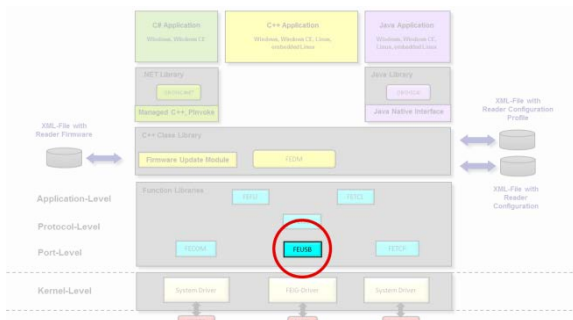 C# Application
C++ Application
Java Application
Windows, Windows CE
Windows, Windows CE, Linux,
embedded Linux
Windows, Windows CE,
Linux, embedded Linux
.NET Library
Java Library
Managed C++, PInvoke
Java Native Interface
XML-File with
Reader Firmware
XML-File with
Reader Configuration
Profile
C++ Class Library
Firmware Update Module
FEDM
XML-File with
Reader
Configuration
Function Libraries
Application-Level
FEFU
FETCL
Protocol-Level
Port-Level
FECOM
FEUSB
FETCP
Kernel-Level
System Driver
FEIG-Driver
System Driver